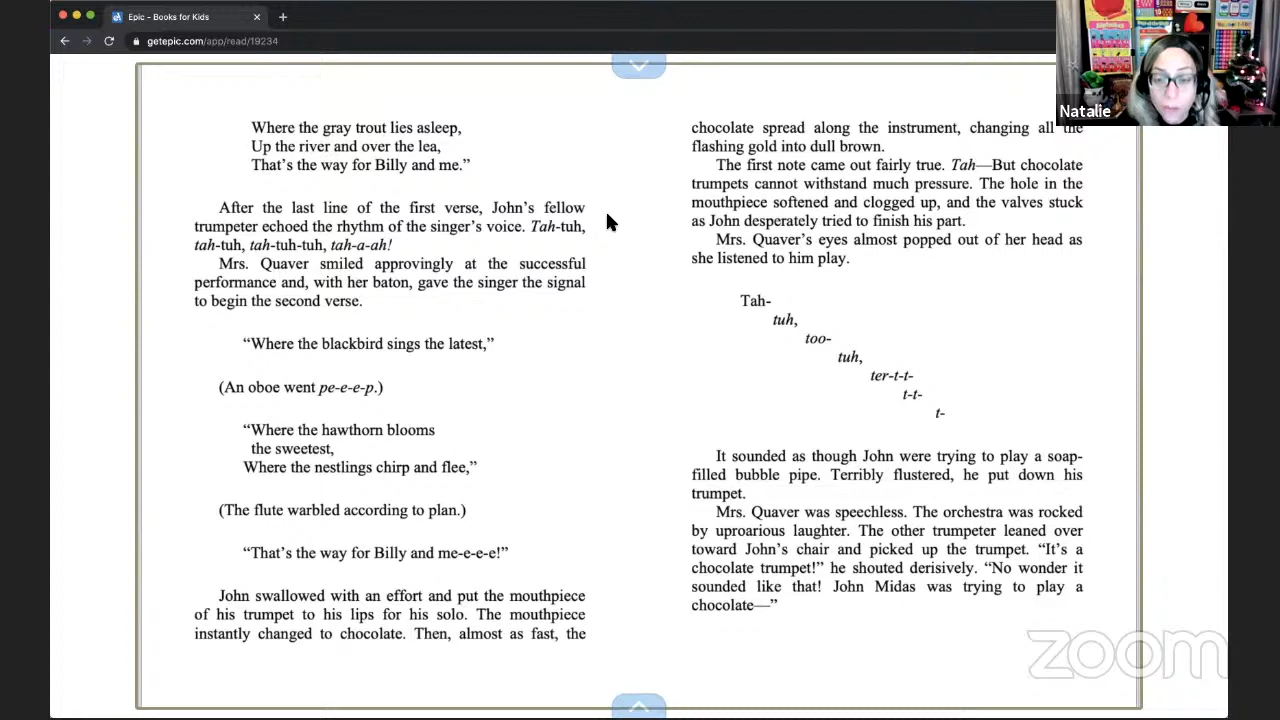 Epic - Books for Kids
getepic.com/app/read/19234
Natalie
Where the gray trout lies asleep,
Up the river and over the lea,
That’s the way for Billy and me.”
After the last line of the first verse, John’s fellow
trumpeter echoed the rhythm of the singer’s voice. Tah-tuh,
tah-tuh, tah-tuh-tuh, tah-a-ah!
Mrs. Quaver smiled approvingly at the successful
performance and, with her baton, gave the singer the signal
to begin the second verse.
“Where the blackbird sings the latest,”
(An oboe went pe-e-e-p.)
“Where the hawthorn blooms
the sweetest,
Where the nestlings chirp and flee,”
(The flute warbled according to plan.)
“That’s the way for Billy and me-e-e-e!”
John swallowed with an effort and put the mouthpiece
of his trumpet to his lips for his solo. The mouthpiece
instantly changed to chocolate. Then, almost as fast, the
chocolate spread along the instrument, changing all the
flashing gold into dull brown.
The first note came out fairly true. Tah—But chocolate
trumpets cannot withstand much pressure. The hole in the
mouthpiece softened and clogged up, and the valves stuck
as John desperately tried to finish his part.
Mrs. Quaver’s eyes almost popped out of her head as
she listened to him play.
Tah-
tuh,
too-
tuh,
ter-t-t-
t-t-
t-
It sounded as though John were trying to play a soap-
filled bubble pipe. Terribly flustered, he put down his
trumpet.
Mrs. Quaver was speechless. The orchestra was rocked
by uproarious laughter. The other trumpeter leaned over
toward John’s chair and picked up the trumpet. “It’s a
chocolate trumpet!” he shouted derisively. “No wonder it
sounded like that! John Midas was trying to play a
chocolate—”
zoom